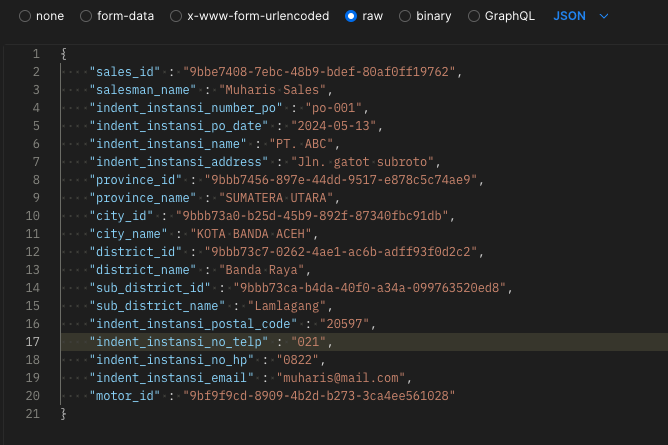 none form-data x-www-form-urlencoded raw binary GraphQL JSON
1 {
2 "sales_id" : "9bbe7408-7ebc-48b9-bdef-80af0ff19762",
3 "salesman_name" : "Muharis Sales",
4 "indent_instansi_number_po" : "po-001",
5 "indent_instansi_po_date" : "2024-05-13",
6 "indent_instansi_name" : "PT. ABC",
7 "indent_instansi_address" : "Jln. gatot subroto",
8 "province_id" : "9bbb7456-897e-44dd-9517-e878c5c74ae9",
9 "province_name" : "SUMATERA UTARA",
10 "city_id" : "9bbb73a0-b25d-45b9-892f-87340fbc91db",
11 "city_name" : "KOTA BANDA ACEH",
12 "district_id" : "9bbb73c7-0262-4ae1-ac6b-adff93f0d2c2",
13 "district_name" : "Banda Raya",
14 "sub_district_id" : "9bbb73ca-b4da-40f0-a34a-099763520ed8",
15 "sub_district_name" : "Lamlagang",
16 "indent_instansi_postal_code" : "20597",
17 "indent_instansi_no_telp" : "021",
18 "indent_instansi_no_hp" : "0822",
19 "indent_instansi_email" : "muharis@mail.com",
20 "motor_id" : "9bf9f9cd-8909-4b2d-b273-3ca4ee561028"
21 }